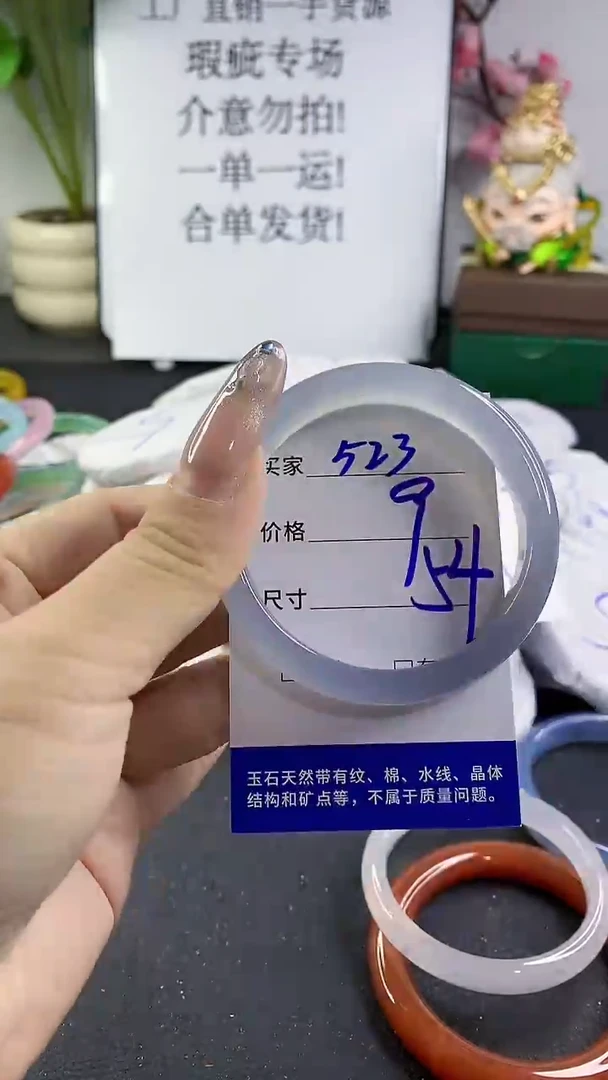 工厂直销一手货源
瑕疵专场
介意勿拍!
一单一运!
合单发货!
买家 523
价格 9
尺寸 54
玉石天然带有纹、棉、水线、晶体
结构和矿点等，不属于质量问题。